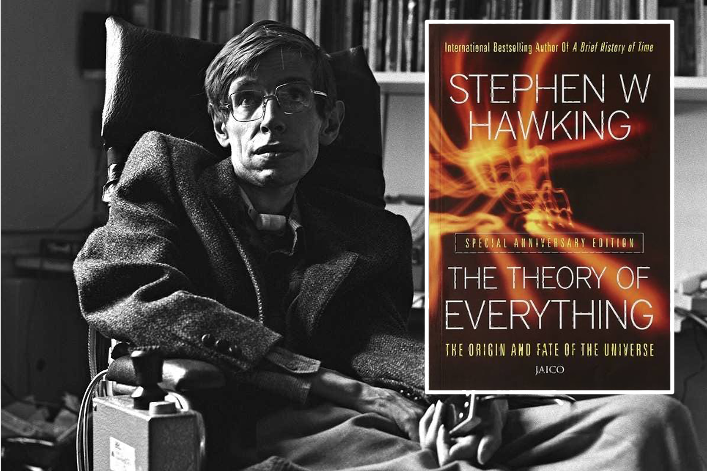 International Bestselling Author Of A Brief History of Time
STEPHEN W
HAWKING
SPECIAL ANNIVERSARY EDITION
THE THEORY OF
EVERYTHING
THE ORIGIN AND FATE OF THE UNIVERSE
JAICO